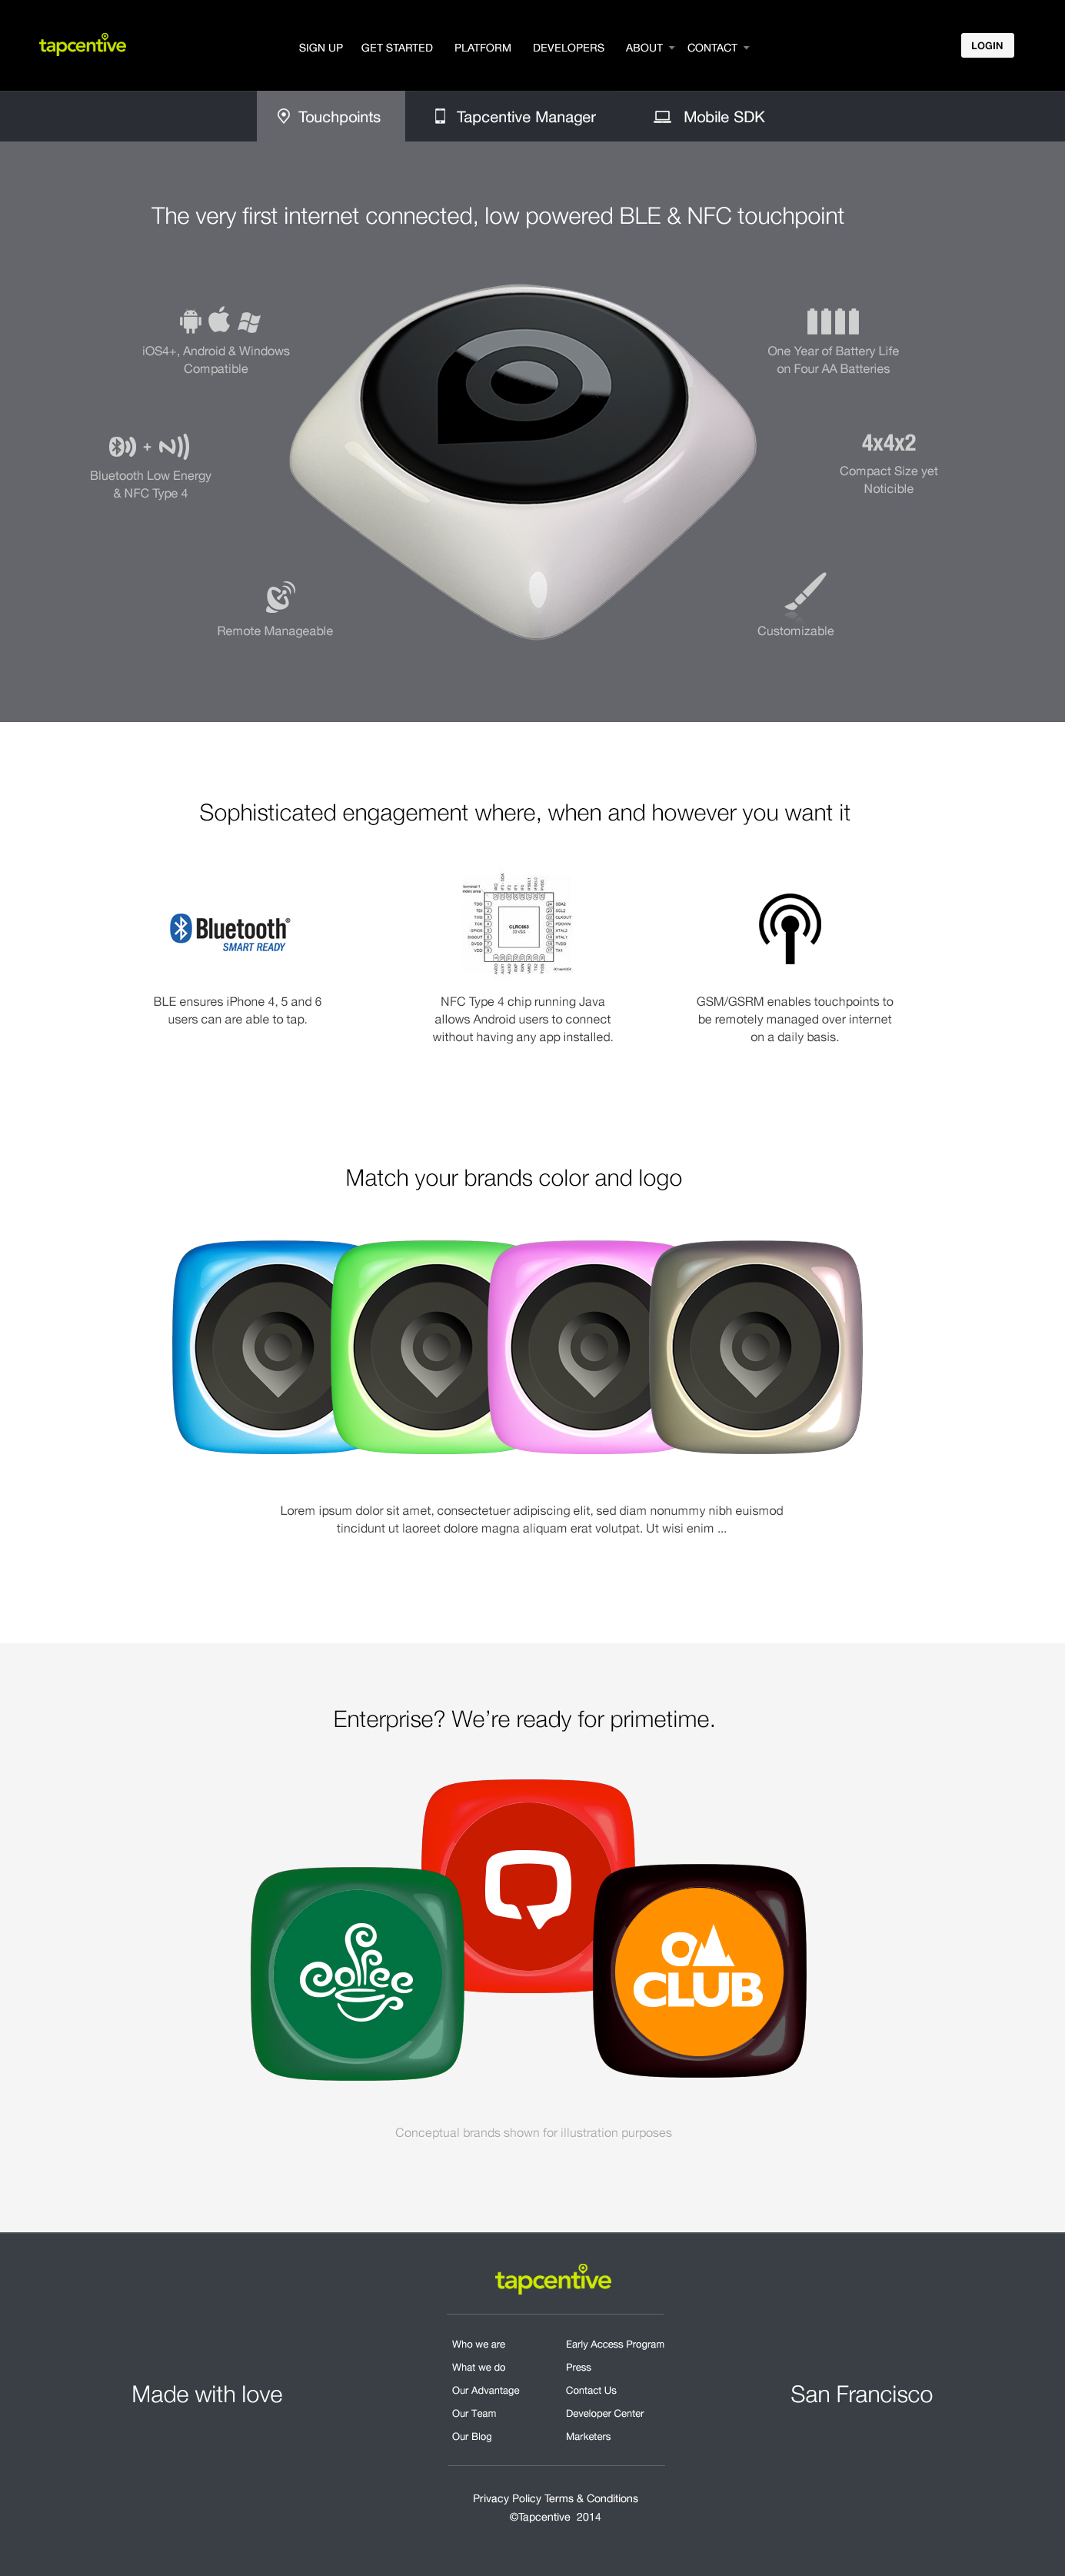 tapcentive
SIGN UP GET STARTED PLATFORM DEVELOPERS ABOUT CONTACT
LOGIN
Touchpoints Tapcentive Manager Mobile SDK
The very first internet connected, low powered BLE & NFC touchpoint
iOS4+, Android & Windows
Compatible
One Year of Battery Life
on Four AA Batteries
Bluetooth Low Energy
& NFC Type 4
4x4x2
Compact Size yet
Noticible
Remote Manageable
Customizable
Sophisticated engagement where, when and however you want it
Bluetooth®
SMART READY
BLE ensures iPhone 4, 5 and 6
users can are able to tap.
NFC Type 4 chip running Java
allows Android users to connect
without having any app installed.
GSM/GSRM enables touchpoints to
be remotely managed over internet
on a daily basis.
Match your brands color and logo
Lorem ipsum dolor sit amet, consectetuer adipiscing elit, sed diam nonummy nibh euismod
tincidunt ut laoreet dolore magna aliquam erat volutpat. Ut wisi enim ...
Enterprise? We’re ready for primetime.
coffee
OA
CLUB
Conceptual brands shown for illustration purposes
tapcentive
Made with love
Who we are
What we do
Our Advantage
Our Team
Our Blog
Early Access Program
Press
Contact Us
Developer Center
Marketers
San Francisco
Privacy Policy Terms & Conditions
©Tapcentive 2014